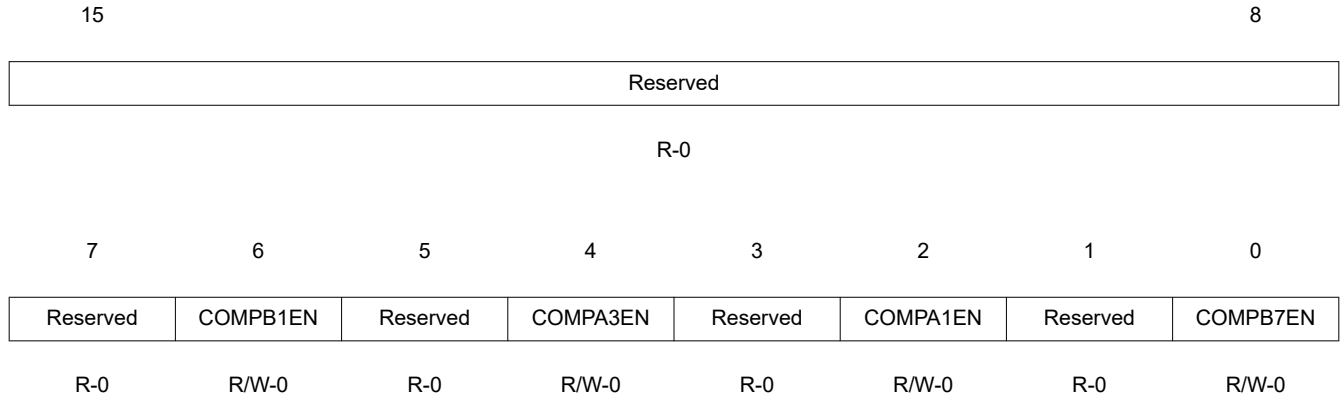 15 8
Reserved
R-0
7 6 5 4 3 2 1 0
Reserved COMPB1EN Reserved COMPA3EN Reserved COMPA1EN Reserved COMPB7EN
R-0 R/W-0 R-0 R/W-0 R-0 R/W-0 R-0 R/W-0